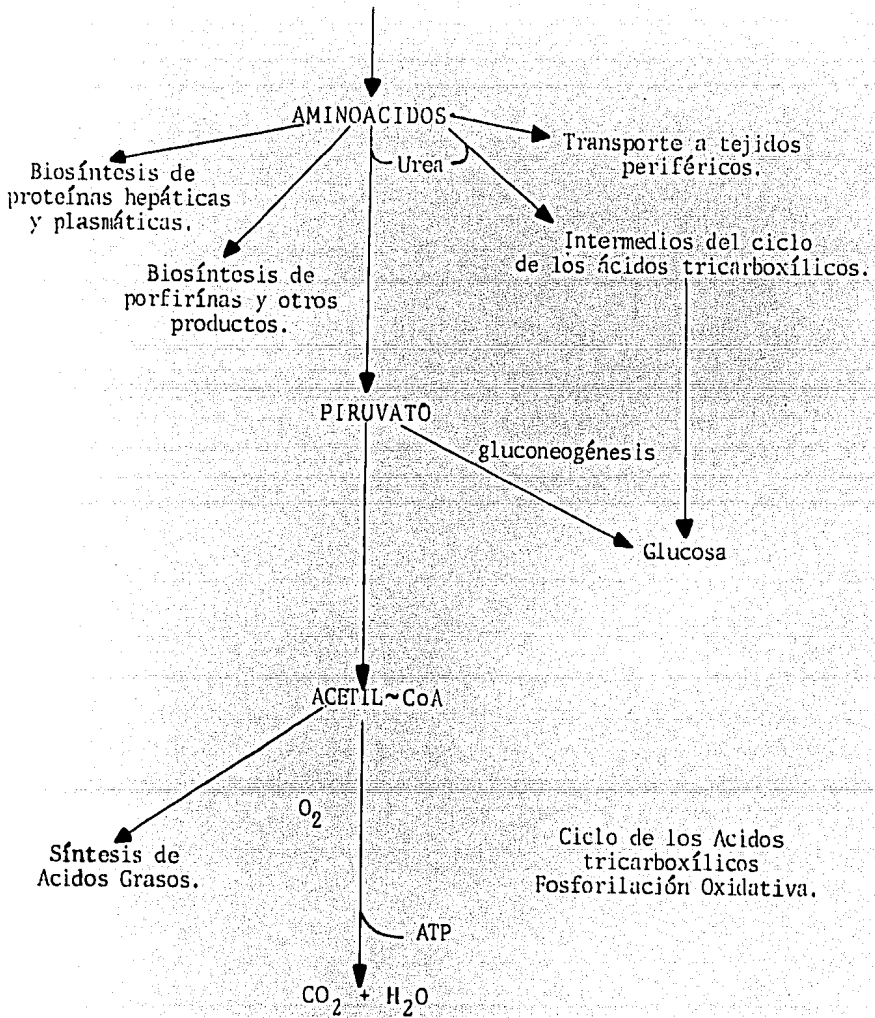 AMINOACIDOS
Biosíntesis de
proteínas hepáticas
y plasmáticas.
Urea
Transporte a tejidos
periféricos.
Biosíntesis de
porfirínas y otros
productos.
Intermedios del ciclo
de los ácidos tricarboxílicos.
PIRUVATO
gluconeogénesis
Glucosa
ACETIL~CoA
O₂
Síntesis de
Acidos Grasos.
Ciclo de los Acidos
tricarboxílicos
Fosforilación Oxidativa.
ATP
CO₂ + H₂O